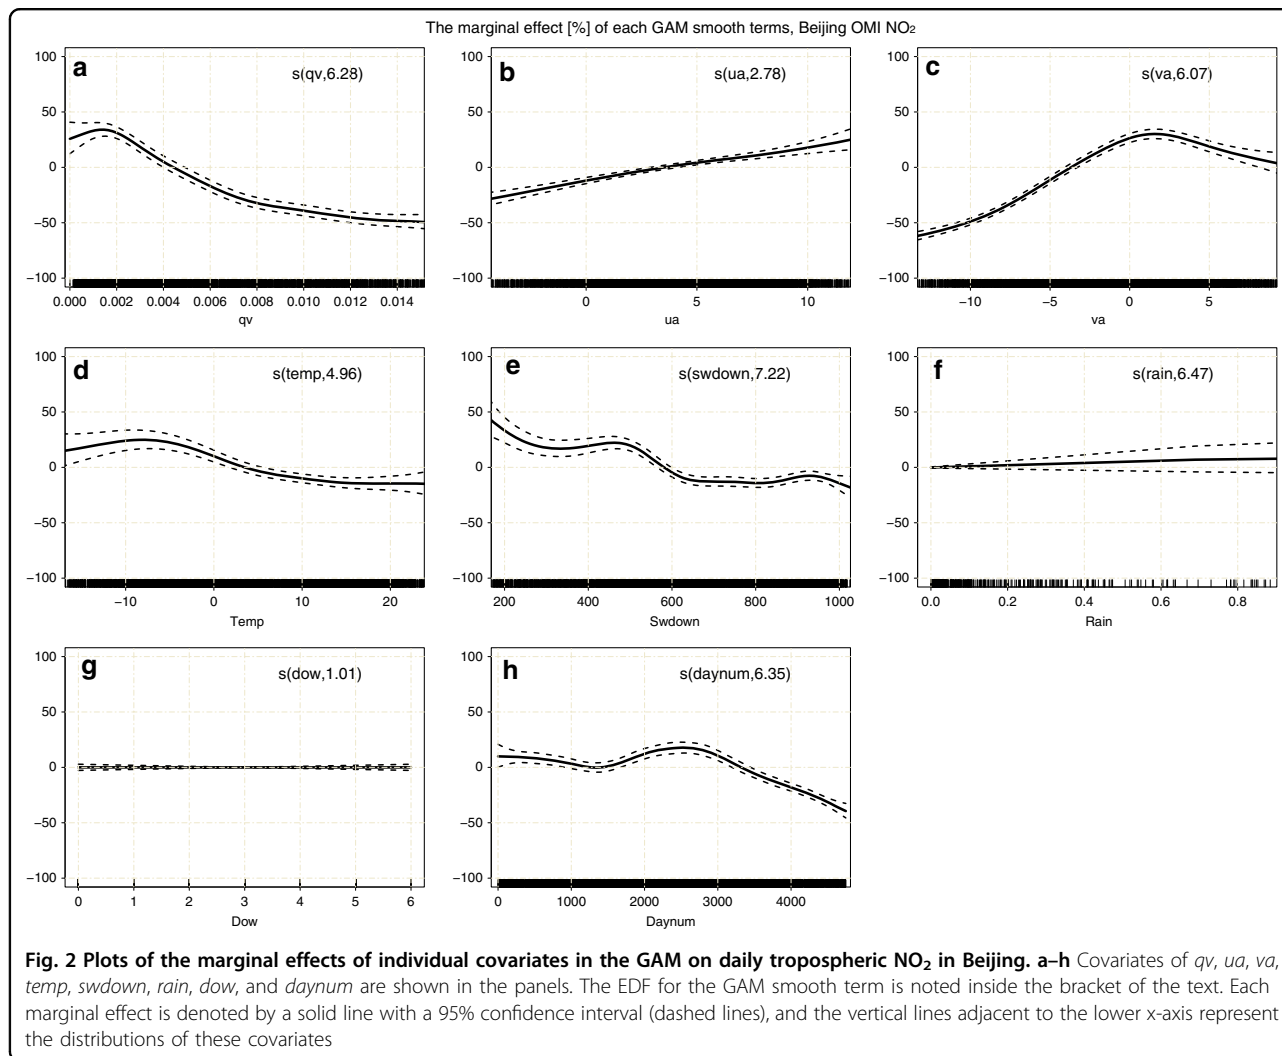 The marginal effect [%] of each GAM smooth terms, Beijing OMI NO2
a
s(qv,6.28)
100
50
0
−50
−100
0.000 0.002 0.004 0.006 0.008 0.010 0.012 0.014
qv
b
s(ua,2.78)
100
50
0
−50
−100
0 5 10
ua
c
s(va,6.07)
100
50
0
−50
−100
−10 −5 0 5
va
d
s(temp,4.96)
100
50
0
−50
−100
−10 0 10 20
Temp
e
s(swdown,7.22)
100
50
0
−50
−100
200 400 600 800 1000
Swdown
f
s(rain,6.47)
100
50
0
−50
−100
0.0 0.2 0.4 0.6 0.8
Rain
g
s(dow,1.01)
100
50
0
−50
−100
0 1 2 3 4 5 6
Dow
h
s(daynum,6.35)
100
50
0
−50
−100
0 1000 2000 3000 4000
Daynum
Fig. 2 Plots of the marginal effects of individual covariates in the GAM on daily tropospheric NO2 in Beijing. a–h Covariates of qv, ua, va,
temp, swdown, rain, dow, and daynum are shown in the panels. The EDF for the GAM smooth term is noted inside the bracket of the text. Each
marginal effect is denoted by a solid line with a 95% confidence interval (dashed lines), and the vertical lines adjacent to the lower x-axis represent
the distributions of these covariates